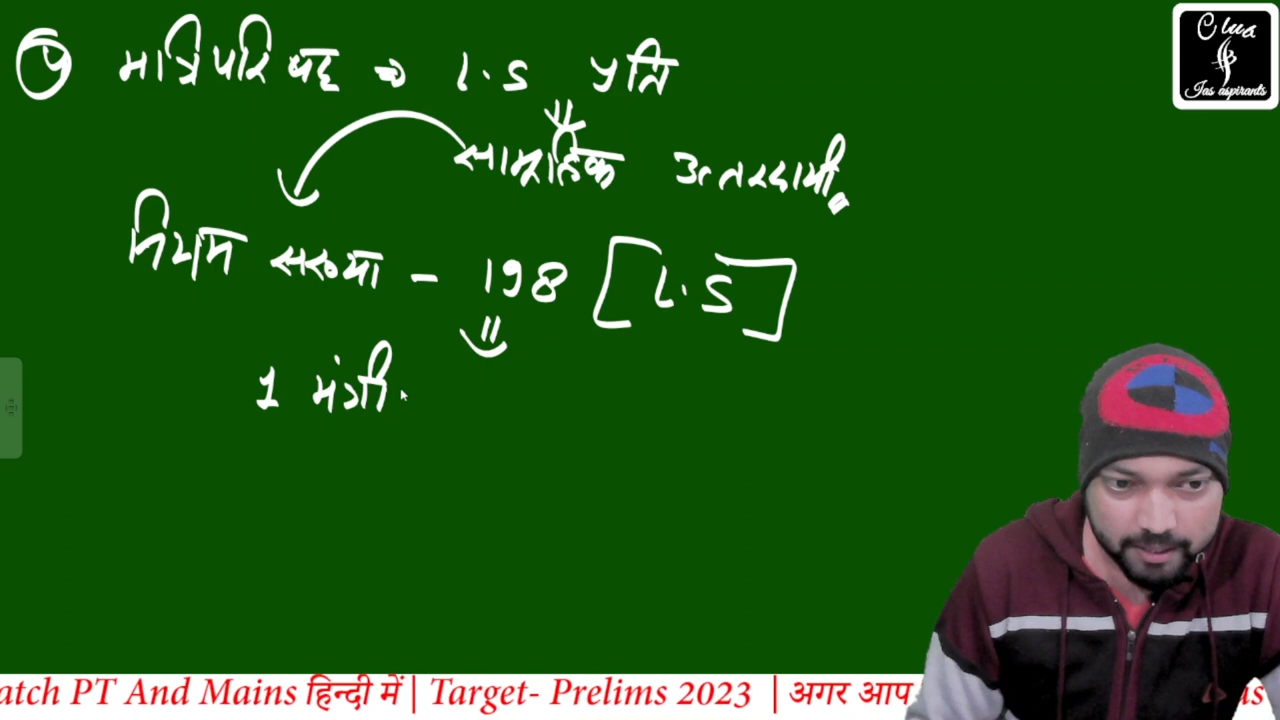 4 मंत्रिपरिषद → L.S प्रति
सामूहिक उत्तरदायी
नियम संख्या - 198 [L.S]
1 मंत्री
Clue
Ias aspirants
atch PT And Mains हिन्दी में | Target- Prelims 2023 | अगर आप